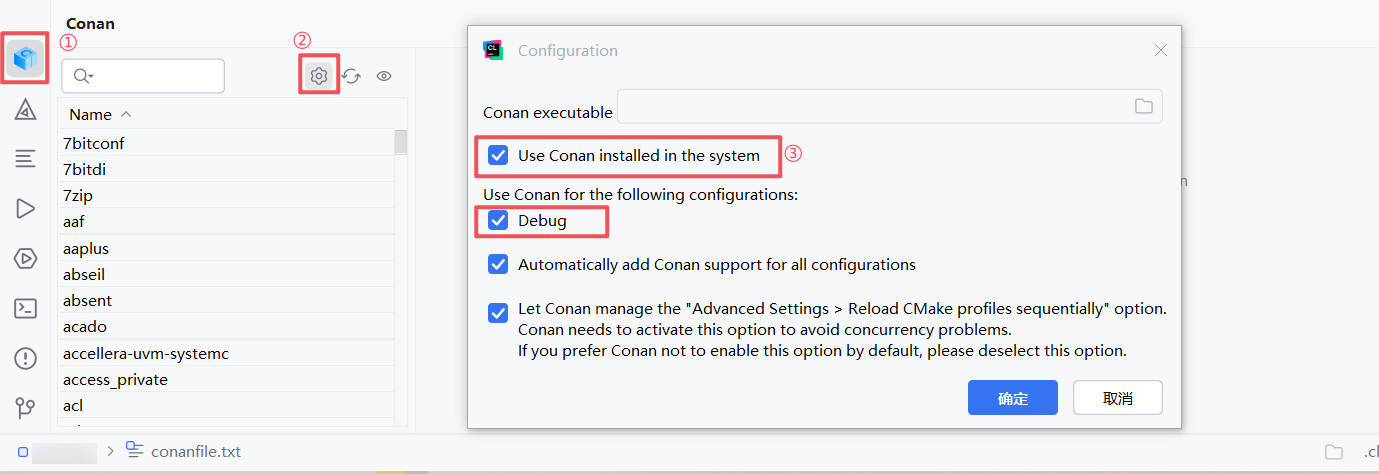 Conan
①
②
Name
7bitconf
7bitdi
7zip
aaf
aaplus
abseil
absent
acado
accellera-uvm-systemc
access_private
acl
CL
Configuration
Conan executable
Use Conan installed in the system
③
Use Conan for the following configurations:
Debug
Automatically add Conan support for all configurations
Let Conan manage the "Advanced Settings > Reload CMake profiles sequentially" option.
Conan needs to activate this option to avoid concurrency problems.
If you prefer Conan not to enable this option by default, please deselect this option.
确定
取消
conanfile.txt